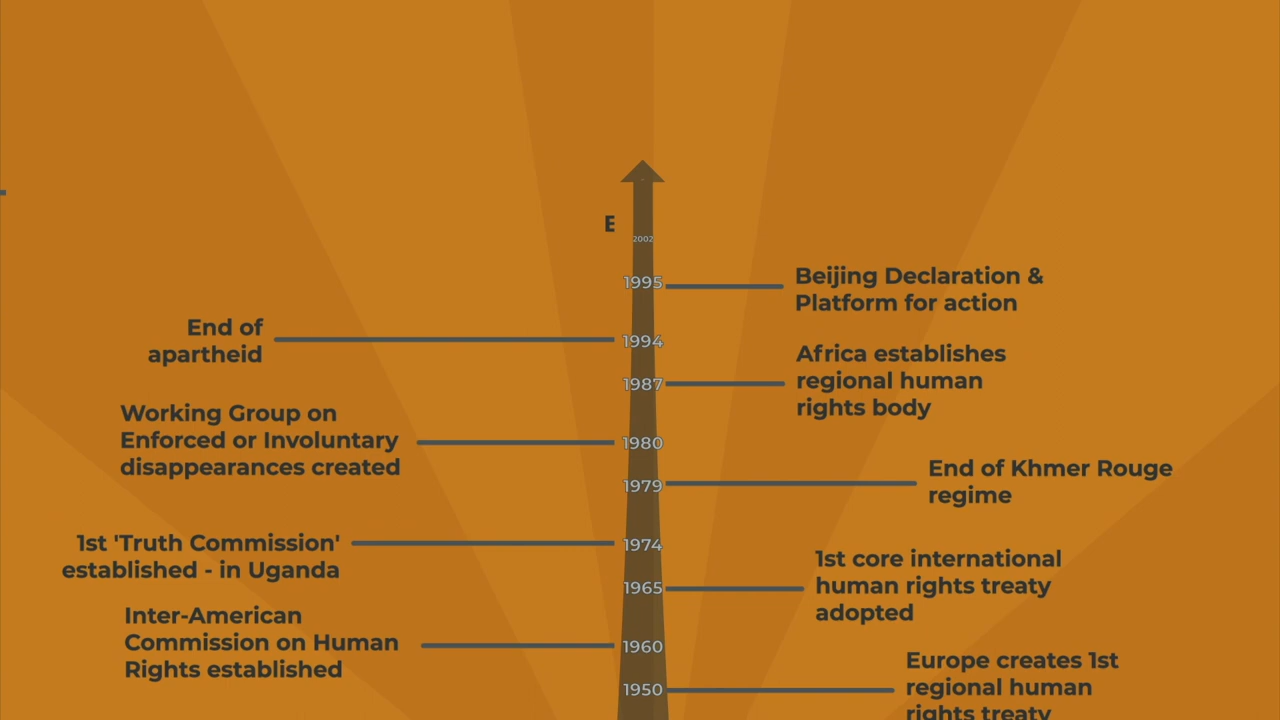 E
2002
1995
Beijing Declaration &
Platform for action
End of
apartheid
1994
Africa establishes
regional human
rights body
1987
Working Group on
Enforced or Involuntary
disappearances created
1980
End of Khmer Rouge
regime
1979
1st 'Truth Commission'
established - in Uganda
1974
1st core international
human rights treaty
adopted
1965
Inter-American
Commission on Human
Rights established
1960
Europe creates 1st
regional human
rights treaty
1950